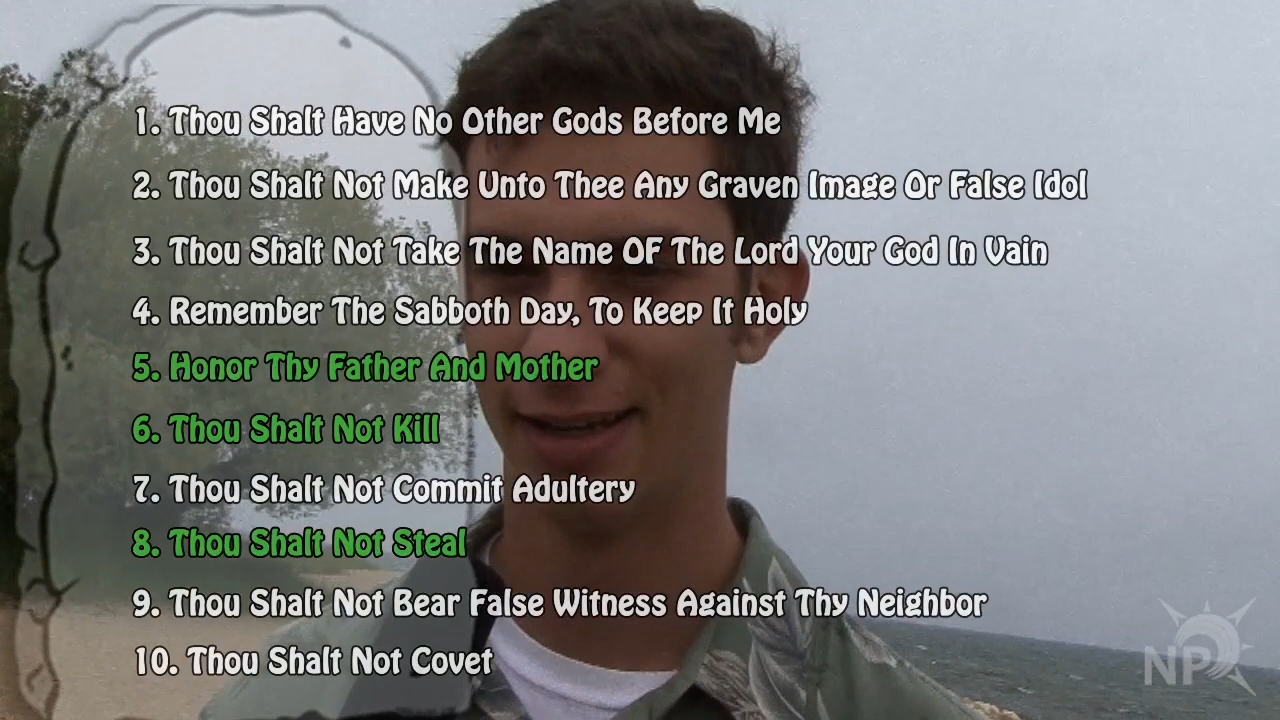 1. Thou Shalt Have No Other Gods Before Me
2. Thou Shalt Not Make Unto Thee Any Graven Image Or False Idol
3. Thou Shalt Not Take The Name OF The Lord Your God In Vain
4. Remember The Sabboth Day, To Keep It Holy
5. Honor Thy Father And Mother
6. Thou Shalt Not Kill
7. Thou Shalt Not Commit Adultery
8. Thou Shalt Not Steal
9. Thou Shalt Not Bear False Witness Against Thy Neighbor
10. Thou Shalt Not Covet
NP